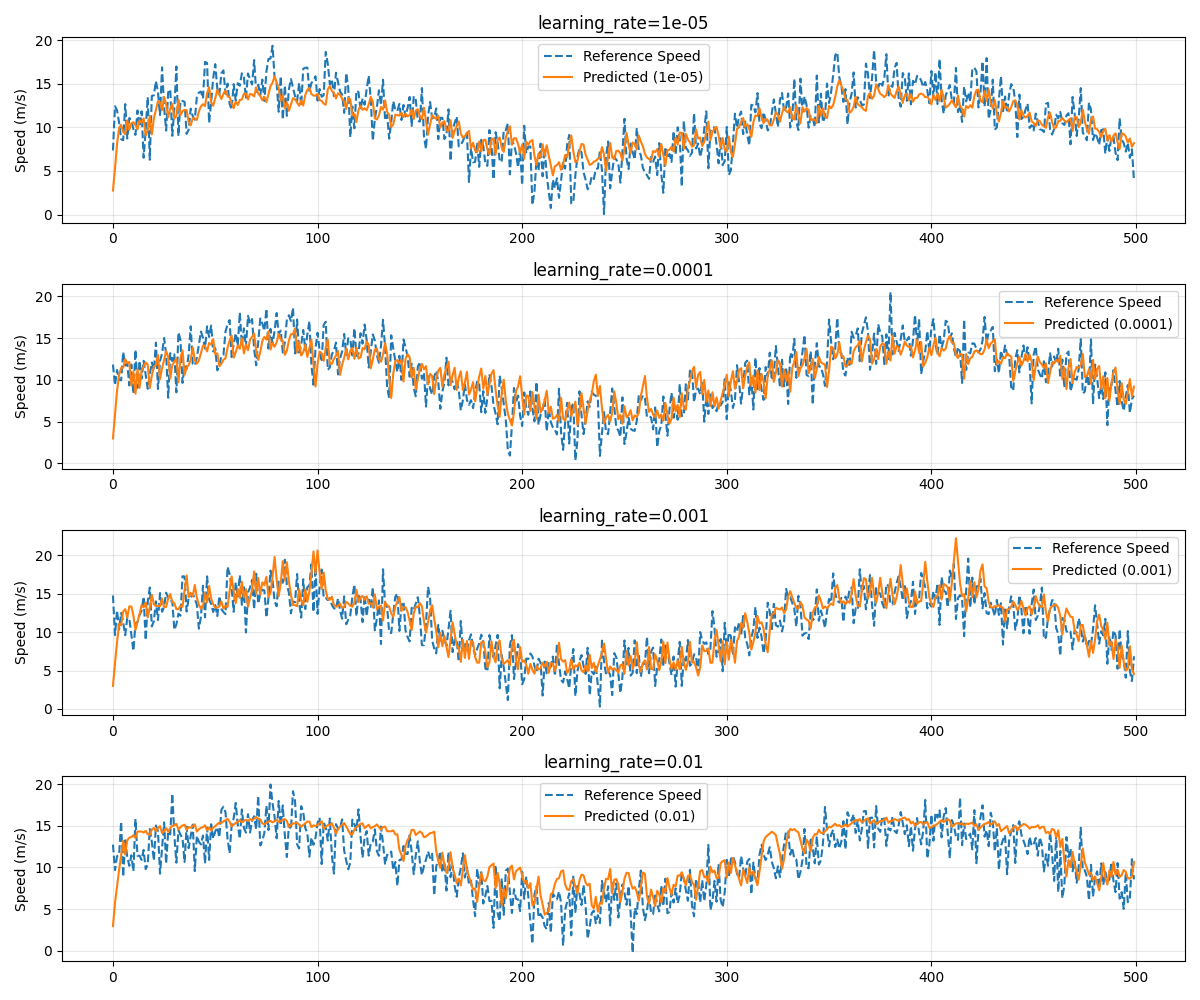 learning_rate=1e-05
Speed (m/s)
20
15
10
5
0
Reference Speed
Predicted (1e-05)
0 100 200 300 400 500
learning_rate=0.0001
Speed (m/s)
20
15
10
5
0
Reference Speed
Predicted (0.0001)
0 100 200 300 400 500
learning_rate=0.001
Speed (m/s)
20
15
10
5
0
Reference Speed
Predicted (0.001)
0 100 200 300 400 500
learning_rate=0.01
Speed (m/s)
20
15
10
5
0
Reference Speed
Predicted (0.01)
0 100 200 300 400 500